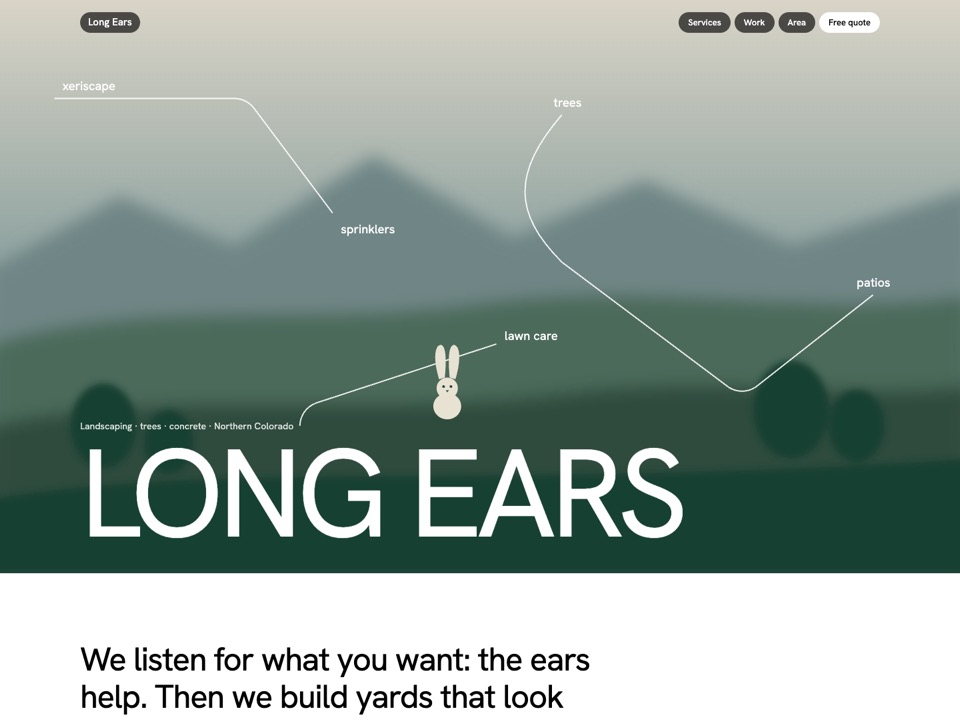 Long Ears
Services
Work
Area
Free quote
xeriscape
trees
sprinklers
patios
lawn care
Landscaping · trees · concrete · Northern Colorado
LONG EARS
We listen for what you want: the ears
help. Then we build yards that look